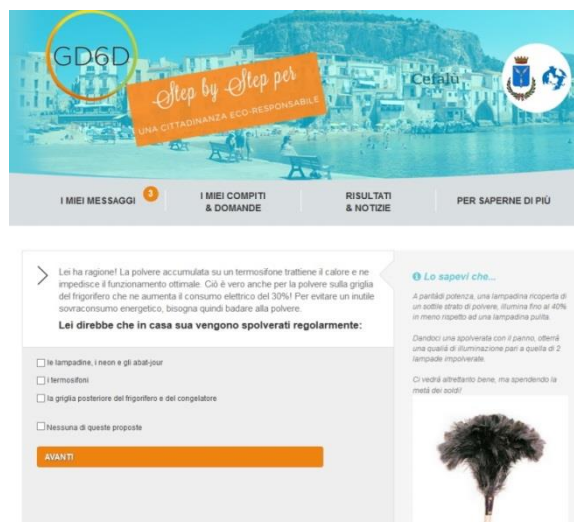 GD6D
Step by Step per
UNA CITTADINANZA ECO-RESPONSABILE
Cefalù
I MIEI MESSAGGI 3
I MIEI COMPITI
& DOMANDE
RISULTATI
& NOTIZIE
PER SAPERNE DI PIÙ
Lei ha ragione! La polvere accumulata su un termosifone trattiene il calore e ne
impedisce il funzionamento ottimale. Ciò è vero anche per la polvere sulla griglia
del frigorifero che ne aumenta il consumo elettrico del 30%! Per evitare un inutile
sovraconsumo energetico, bisogna quindi badare alla polvere.
Lei direbbe che in casa sua vengono spolverati regolarmente:
le lampadine, i neon e gli abat-jour
i termosifoni
la griglia posteriore del frigorifero e del congelatore
Nessuna di queste proposte
AVANTI
Lo sapevi che...
A paritàdi potenza, una lampadina ricoperta di
un sottile strato di polvere, illumina fino al 40%
in meno rispetto ad una lampadina pulita.
Dandoci una spolverata con il panno, otterrà
una qualià di illuminazione pari a quella di 2
lampade impolverate.
Ci vedrà altrettanto bene, ma spendendo la
metà dei soldi!